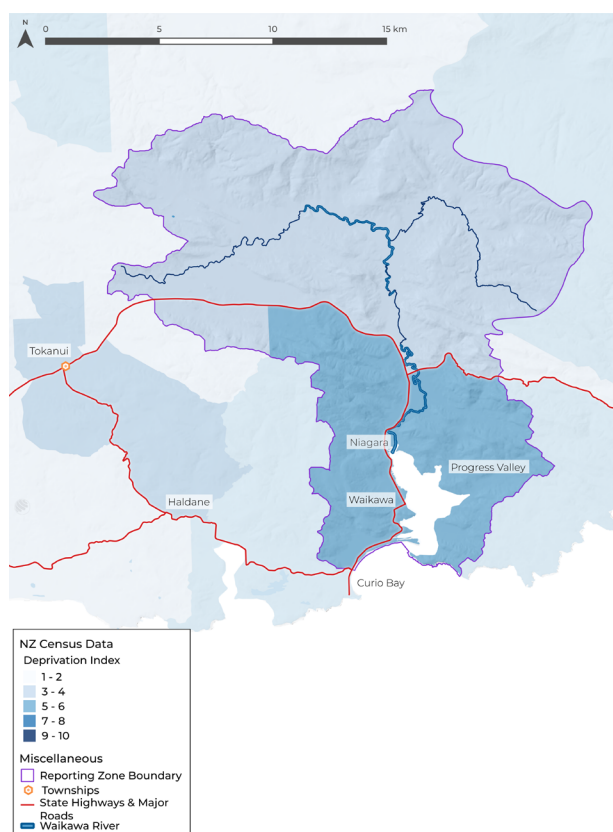 N
0 5 10 15 km
Tokanui
Niagara
Progress Valley
Haldane
Waikawa
Curio Bay
NZ Census Data
Deprivation Index
1 - 2
3 - 4
5 - 6
7 - 8
9 - 10
Miscellaneous
Reporting Zone Boundary
Townships
State Highways & Major
Roads
Waikawa River